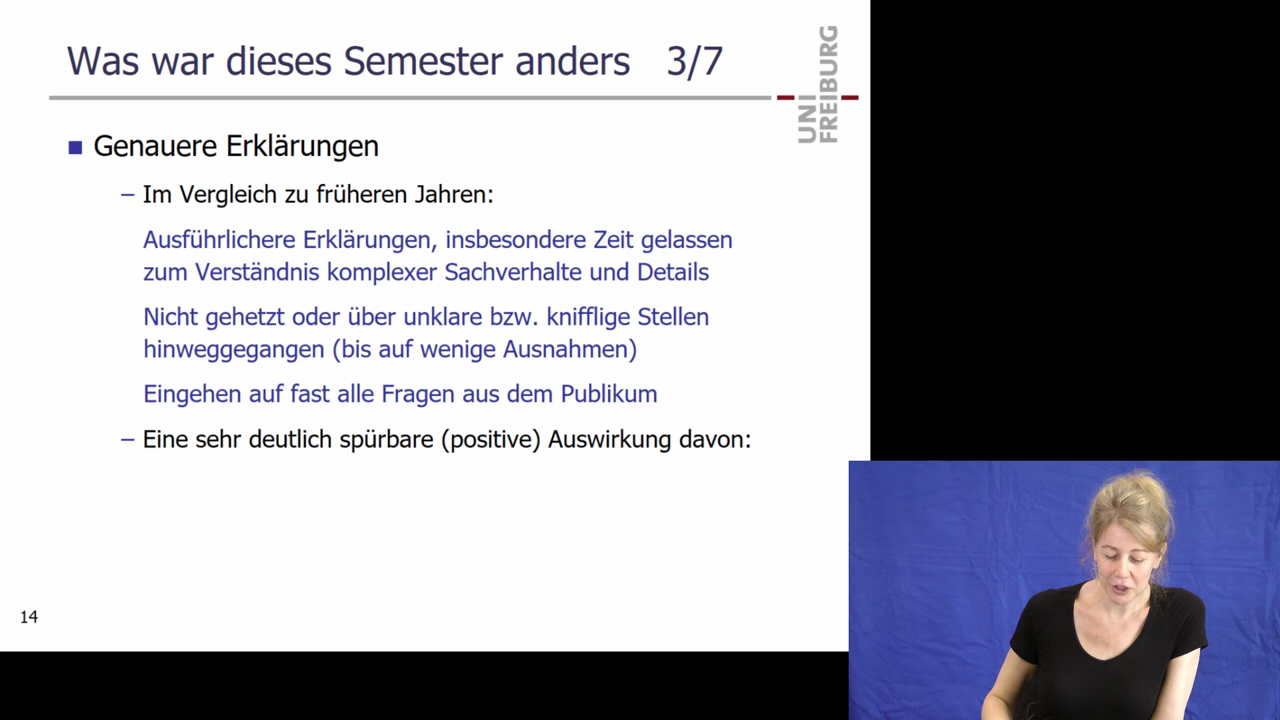 Was war dieses Semester anders 3/7
UNI
FREIBURG
Genauere Erklärungen
– Im Vergleich zu früheren Jahren:
Ausführlichere Erklärungen, insbesondere Zeit gelassen
zum Verständnis komplexer Sachverhalte und Details
Nicht gehetzt oder über unklare bzw. knifflige Stellen
hinweggegangen (bis auf wenige Ausnahmen)
Eingehen auf fast alle Fragen aus dem Publikum
– Eine sehr deutlich spürbare (positive) Auswirkung davon:
14